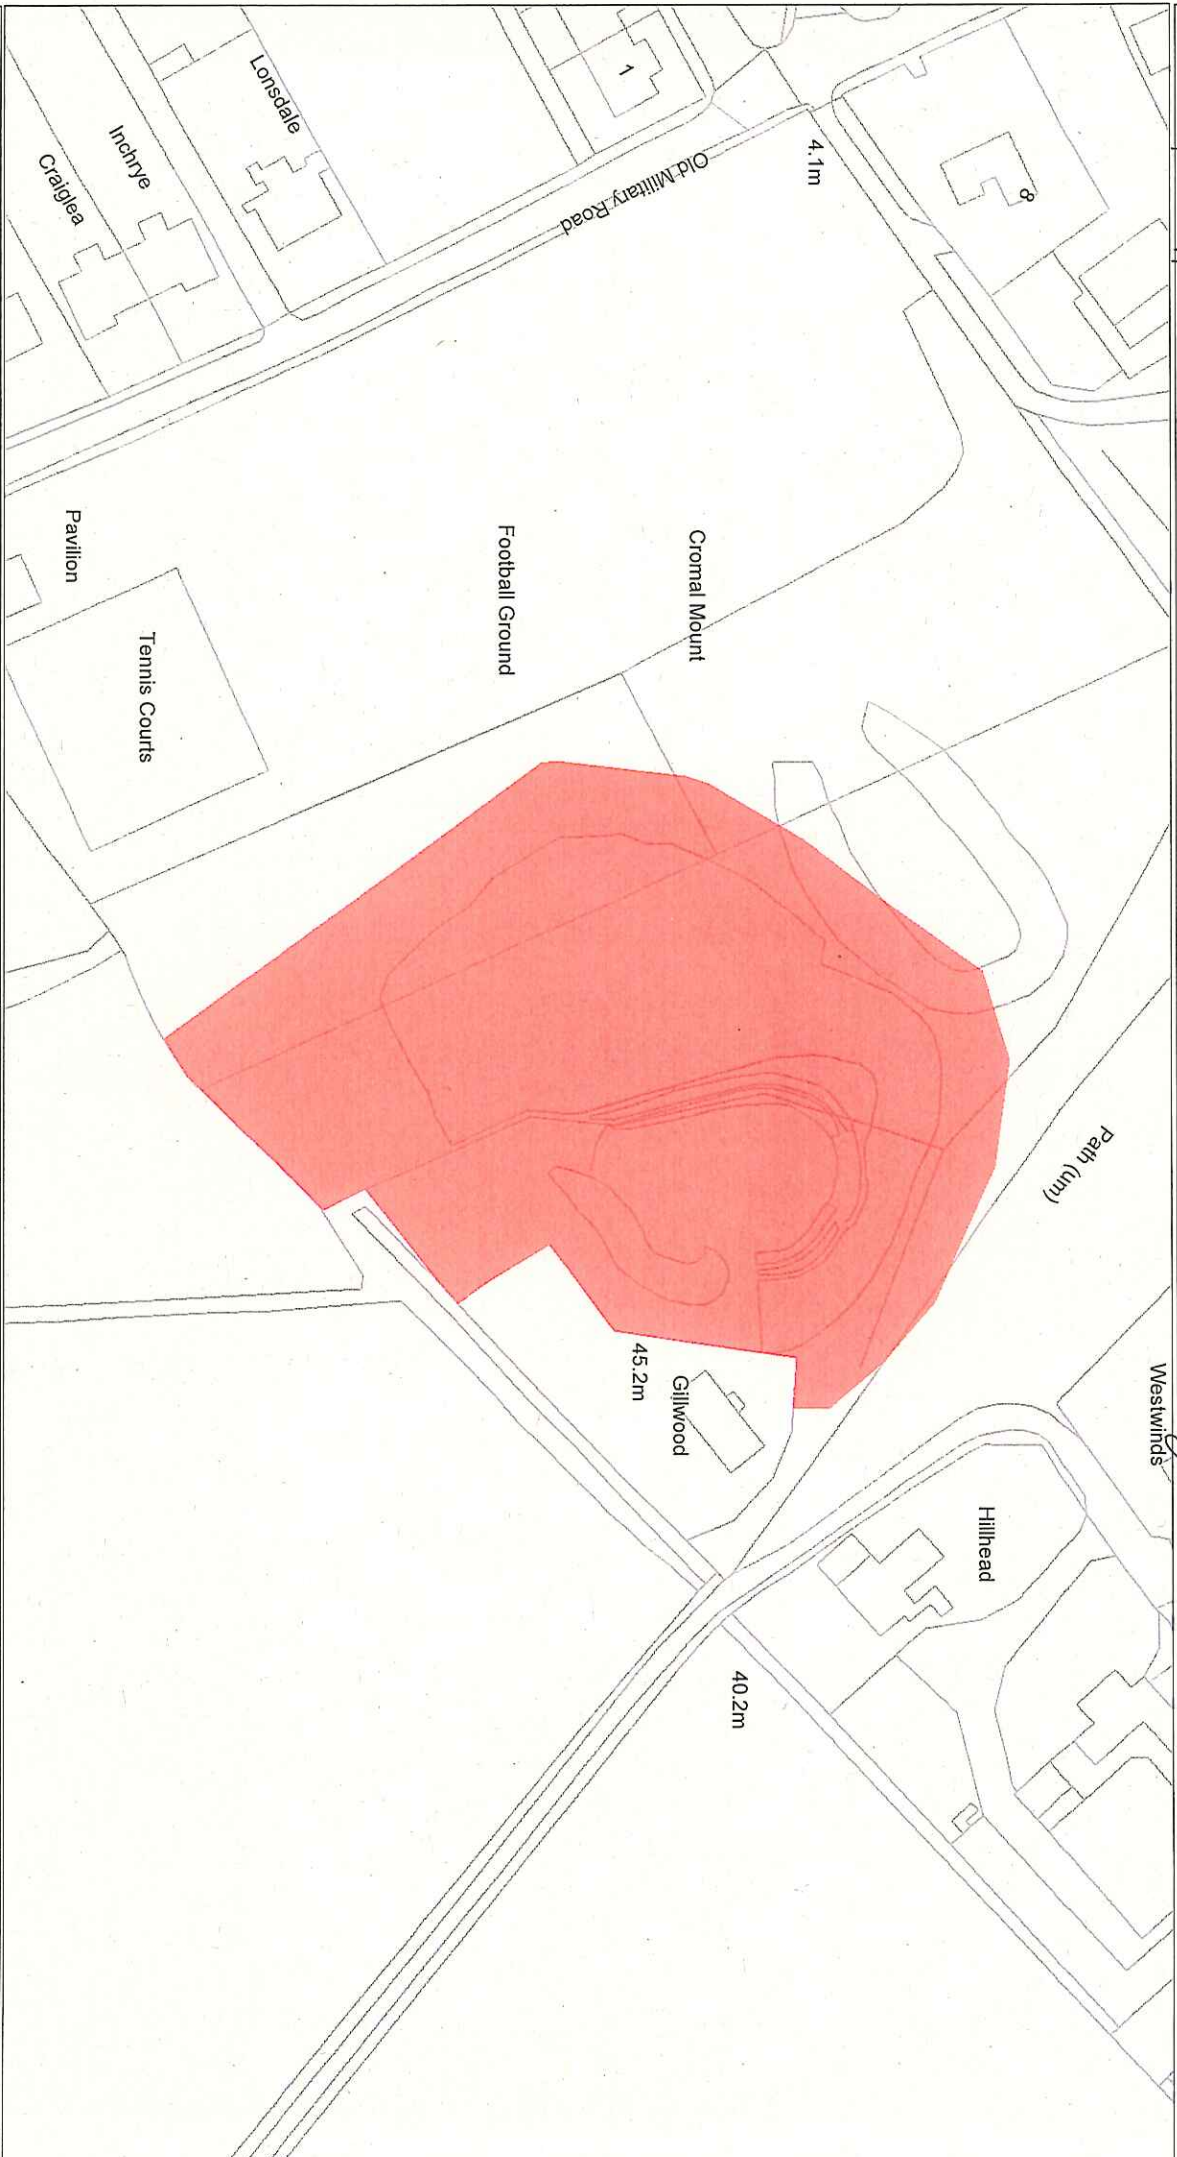 Westwinds
Hillhead
Path (um)
40.2m
Gillwood
45.2m
8
4.1m
Cromal Mount
Old Military Road
1
Football Ground
Lonsdale
Inchrye
Craiglea
Tennis Courts
Pavilion